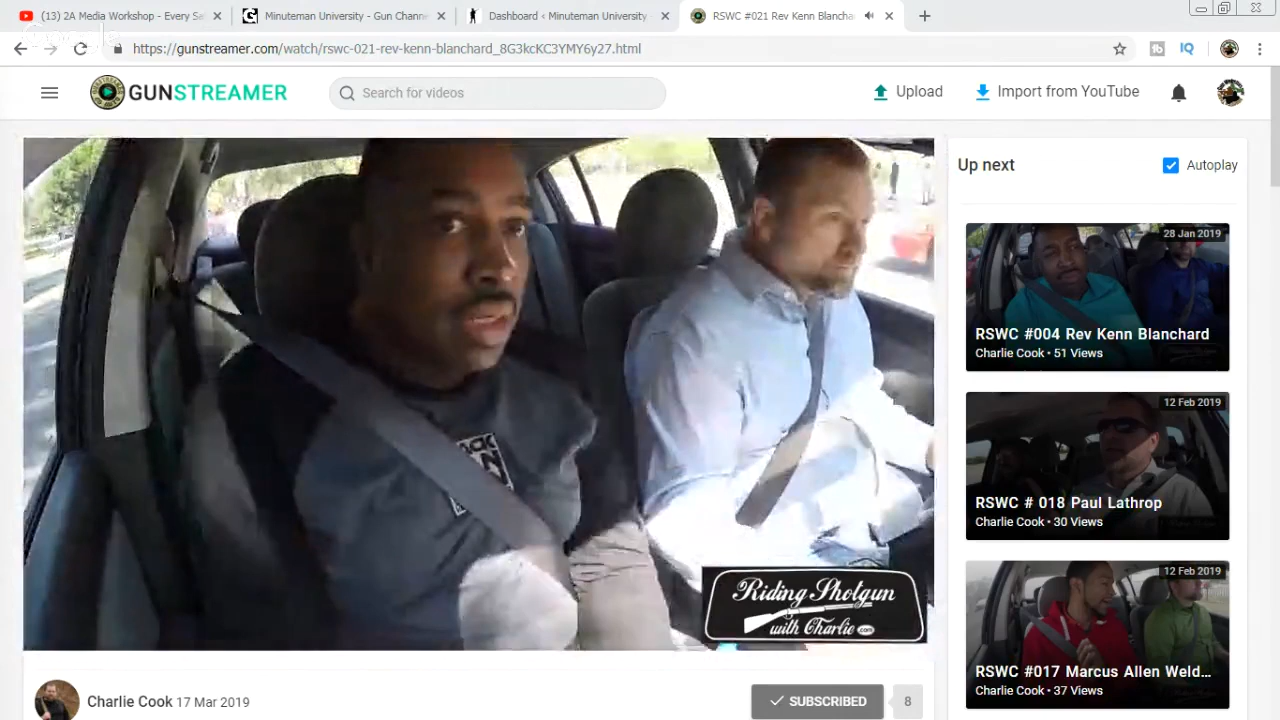 (13) 2A Media Workshop - Every Sa
Minuteman University - Gun Chann
Dashboard ‹ Minuteman University
RSWC #021 Rev Kenn Blancha
https://gunstreamer.com/watch/rswc-021-rev-kenn-blanchard_8G3kcKC3YMY6y27.html
GUNSTREAMER
Search for videos
Upload
Import from YouTube
Up next
Autoplay
28 Jan 2019
RSWC #004 Rev Kenn Blanchard
Charlie Cook • 51 Views
12 Feb 2019
RSWC # 018 Paul Lathrop
Charlie Cook • 30 Views
12 Feb 2019
RSWC #017 Marcus Allen Weld...
Charlie Cook • 37 Views
Riding Shotgun
with Charlie.com
Charlie Cook 17 Mar 2019
SUBSCRIBED
8